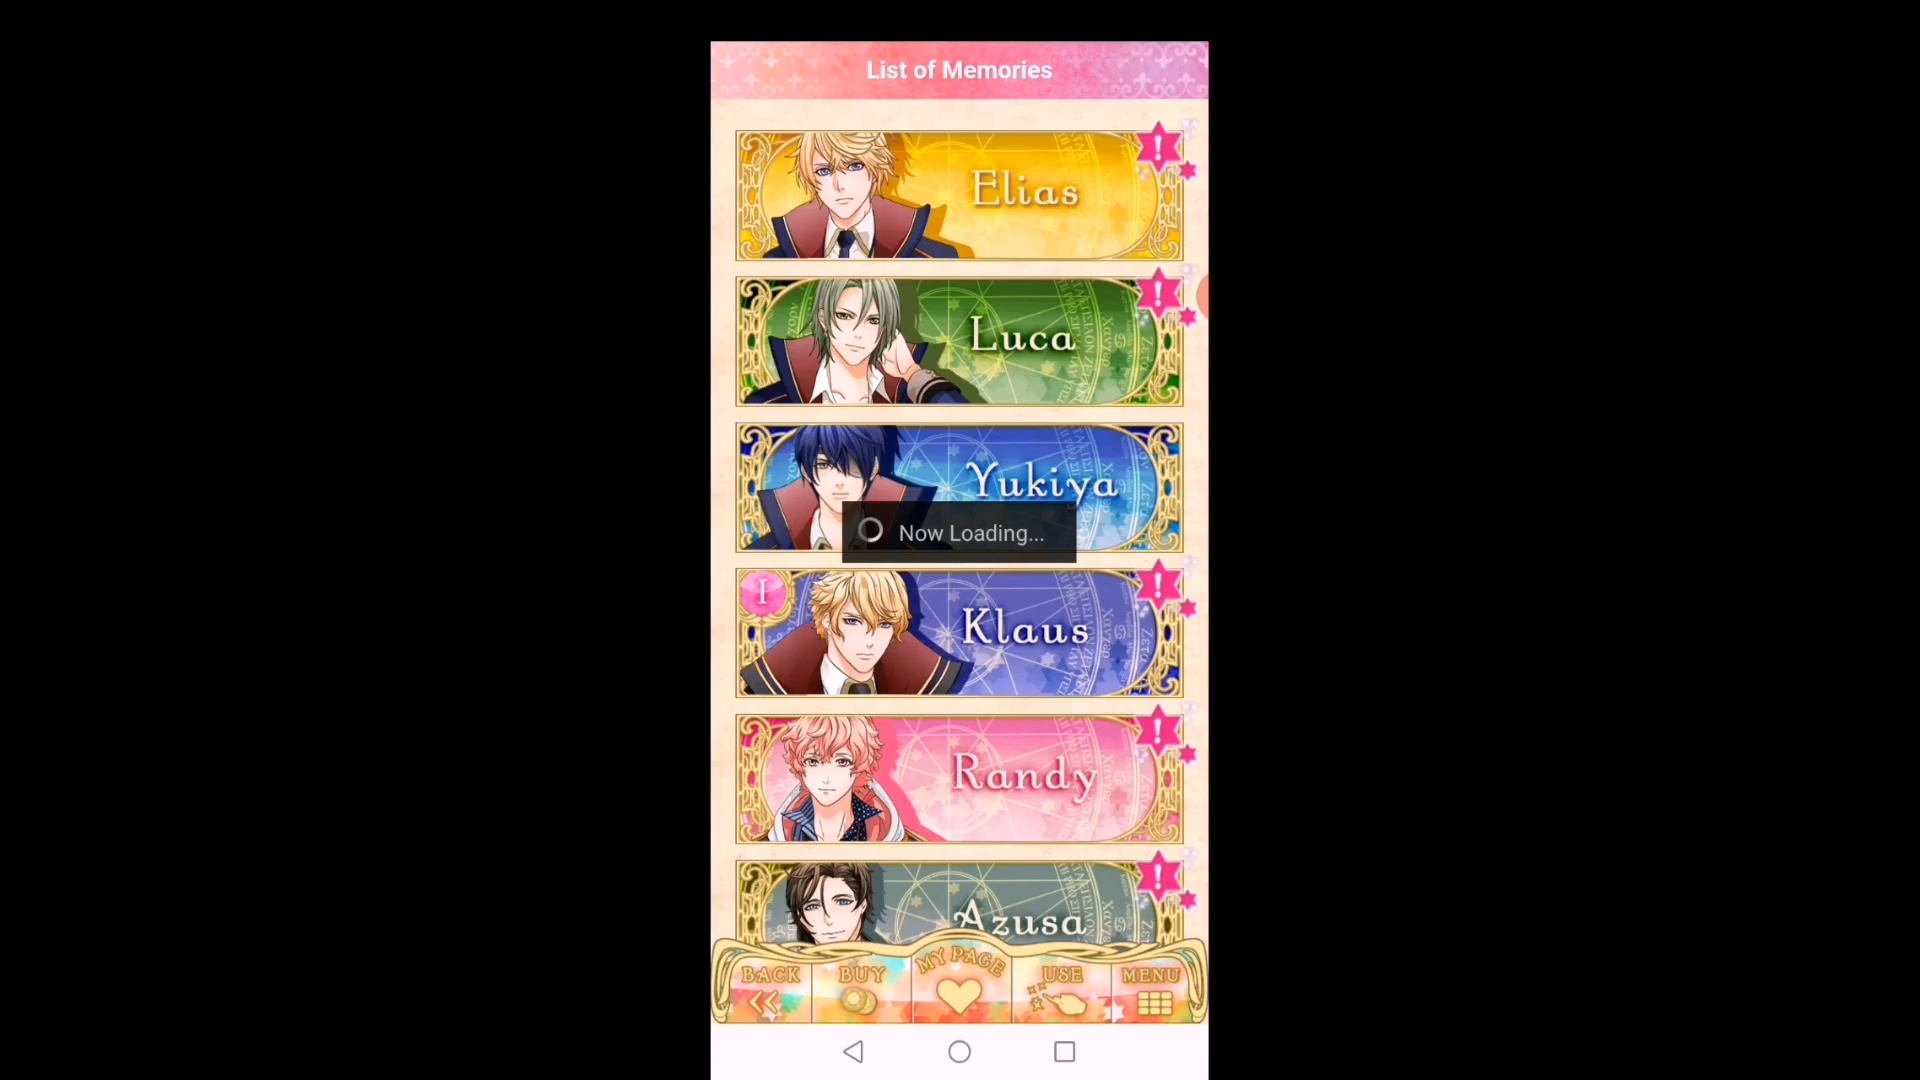 List of Memories
Elias
Luca
Yukiya
Now Loading...
I
Klaus
Randy
Azusa
BACK
BUY
MY PAGE
USE
MENU